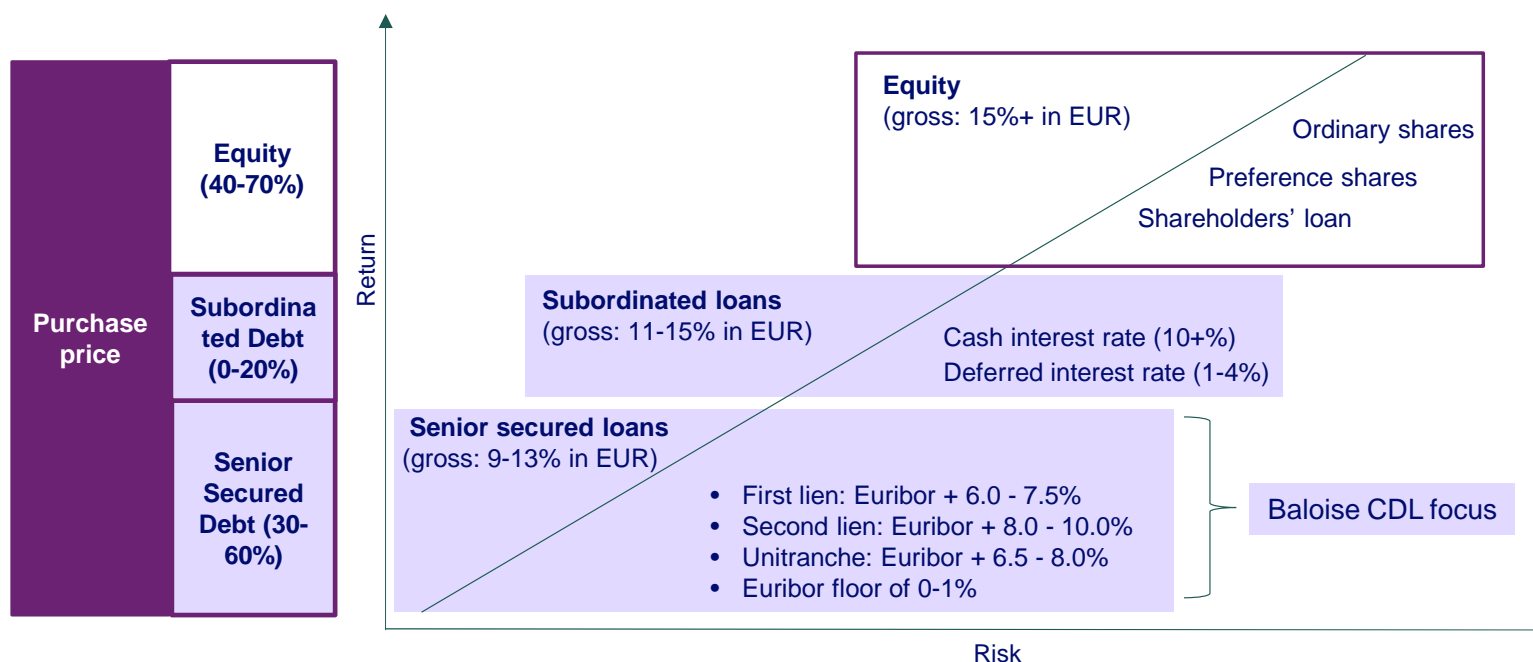 Purchase
price
Equity
(40-70%)
Subordina
ted Debt
(0-20%)
Senior
Secured
Debt (30-
60%)
Return
Equity
(gross: 15%+ in EUR)
Ordinary shares
Preference shares
Shareholders’ loan
Subordinated loans
(gross: 11-15% in EUR)
Cash interest rate (10+%)
Deferred interest rate (1-4%)
Senior secured loans
(gross: 9-13% in EUR)
• First lien: Euribor + 6.0 - 7.5%
• Second lien: Euribor + 8.0 - 10.0%
• Unitranche: Euribor + 6.5 - 8.0%
• Euribor floor of 0-1%
Baloise CDL focus
Risk